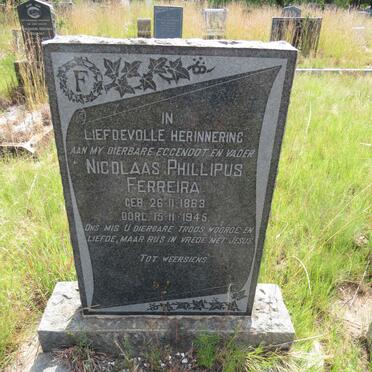 F
IN
LIEFDEVOLLE HERINNERING
AAN MY DIERBARE EGGENOOT EN VADER
NICOLAAS PHILLIPUS
FERREIRA
GEB. 26·11·1863
OORL. 15·11·1945.
ONS MIS U DIERBARE TROOS WOORDE EN
LIEFDE, MAAR RUS IN VREDE MET JESUS.
TOT WEERSIENS.